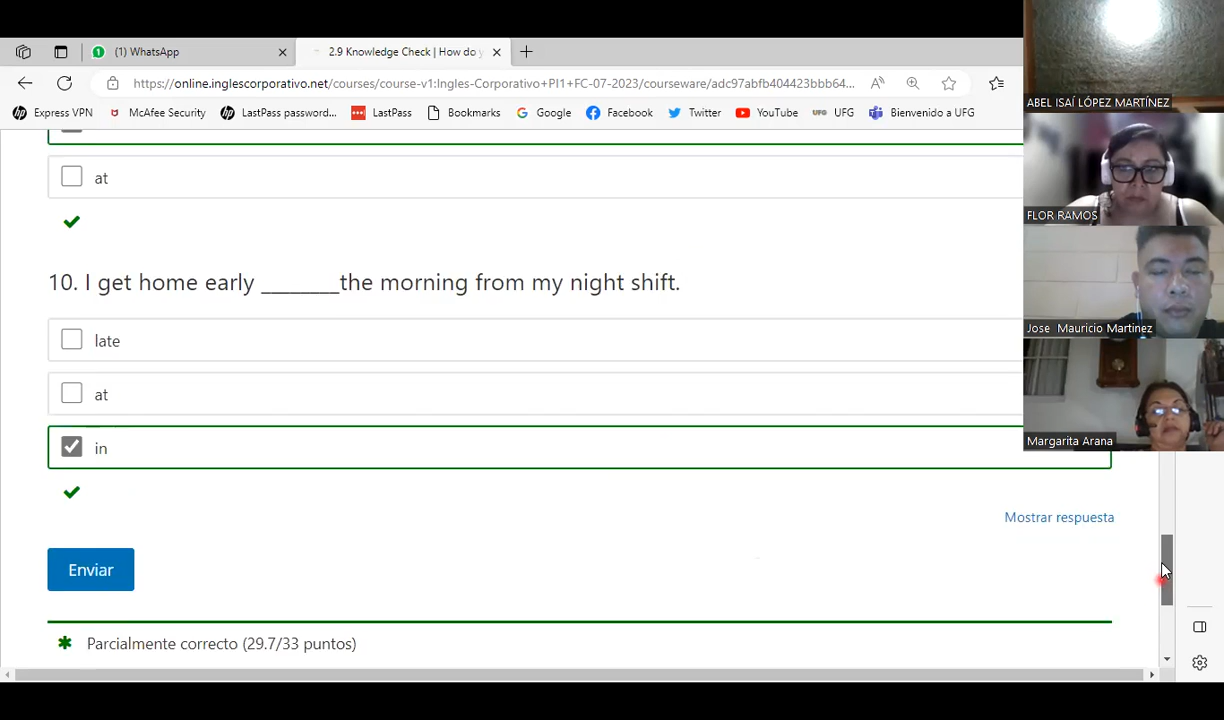 (1) WhatsApp
2.9 Knowledge Check | How do y
https://online.inglescorporativo.net/courses/course-v1:Ingles-Corporativo+PI1+FC-07-2023/courseware/adc97abfb404423bbb64...
Express VPN
McAfee Security
LastPass password...
LastPass
Bookmarks
Google
Facebook
Twitter
YouTube
UFG
UFG
Bienvenido a UFG
ABEL ISAÍ LÓPEZ MARTÍNEZ
FLOR RAMOS
Jose Mauricio Martinez
Margarita Arana
at
10. I get home early ________the morning from my night shift.
late
at
in
Mostrar respuesta
Enviar
Parcialmente correcto (29.7/33 puntos)